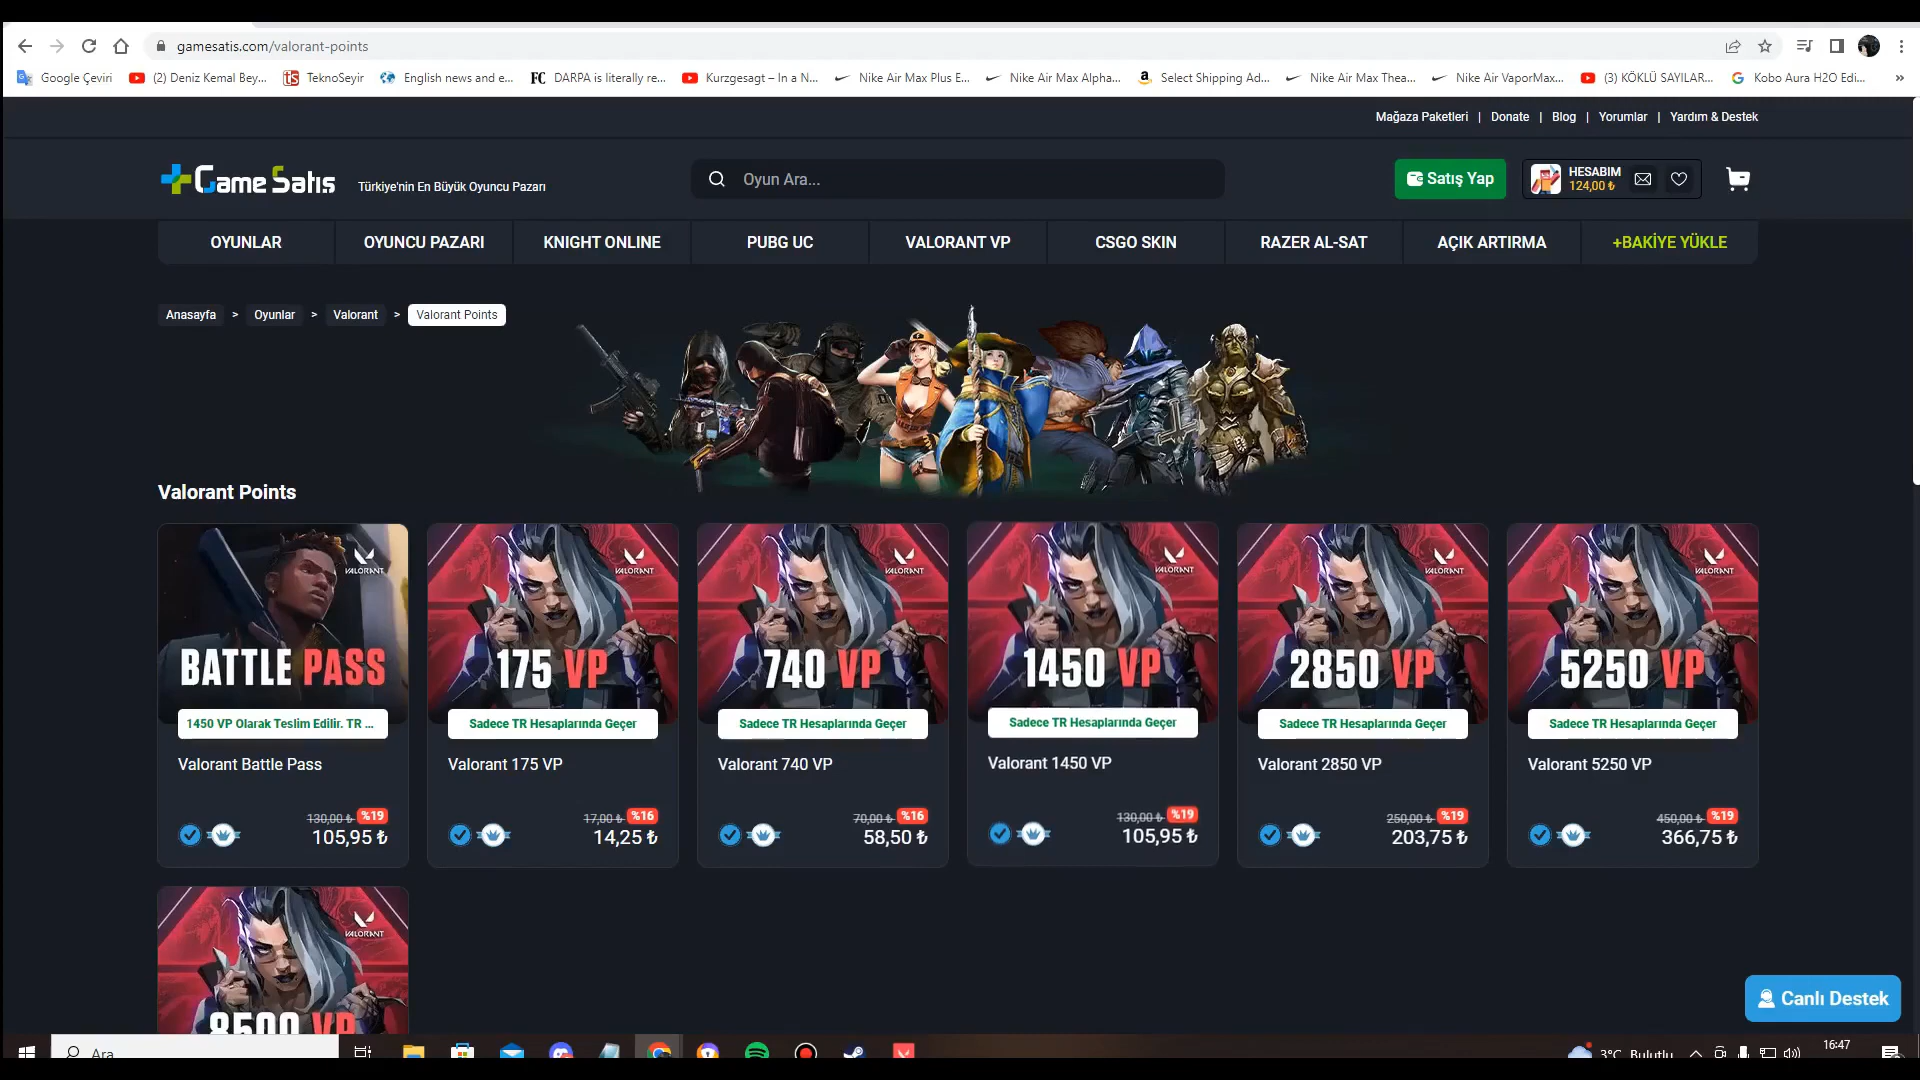 gamesatis.com/valorant-points
Google Çeviri
(2) Deniz Kemal Bey...
TeknoSeyir
English news and e...
DARPA is literally re...
Kurzgesagt – In a N...
Nike Air Max Plus E...
Nike Air Max Alpha...
Select Shipping Ad...
Nike Air Max Thea...
Nike Air VaporMax...
(3) KÖKLÜ SAYILAR...
Kobo Aura H2O Edi...
Mağaza Paketleri | Donate | Blog | Yorumlar | Yardım & Destek
Game Satıs
Türkiye'nin En Büyük Oyuncu Pazarı
Oyun Ara...
Satış Yap
HESABIM
124,00 ₺
OYUNLAR
OYUNCU PAZARI
KNIGHT ONLINE
PUBG UC
VALORANT VP
CSGO SKIN
RAZER AL-SAT
AÇIK ARTIRMA
+BAKİYE YÜKLE
Anasayfa > Oyunlar > Valorant > Valorant Points
Valorant Points
VALORANT
BATTLE PASS
1450 VP Olarak Teslim Edilir. TR ...
Valorant Battle Pass
130,00 ₺ %19
105,95 ₺
VALORANT
175 VP
Sadece TR Hesaplarında Geçer
Valorant 175 VP
17,00 ₺ %16
14,25 ₺
VALORANT
740 VP
Sadece TR Hesaplarında Geçer
Valorant 740 VP
70,00 ₺ %16
58,50 ₺
VALORANT
1450 VP
Sadece TR Hesaplarında Geçer
Valorant 1450 VP
130,00 ₺ %19
105,95 ₺
VALORANT
2850 VP
Sadece TR Hesaplarında Geçer
Valorant 2850 VP
250,00 ₺ %19
203,75 ₺
VALORANT
5250 VP
Sadece TR Hesaplarında Geçer
Valorant 5250 VP
450,00 ₺ %19
366,75 ₺
VALORANT
8500 VP
Canlı Destek
Ara
3°C Bulutlu
16:47